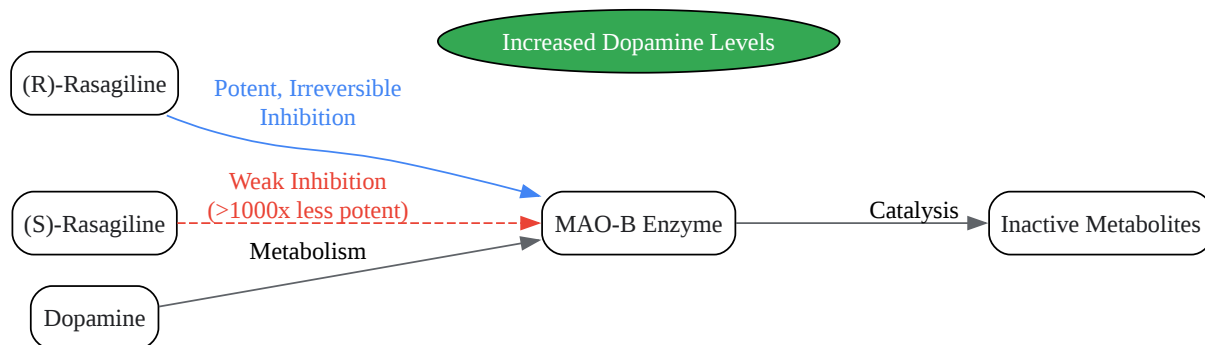 Increased Dopamine Levels
(R)-Rasagiline
Potent, Irreversible
Inhibition
Weak Inhibition
(>1000x less potent)
(S)-Rasagiline
MAO-B Enzyme
Catalysis
Inactive Metabolites
Metabolism
Dopamine